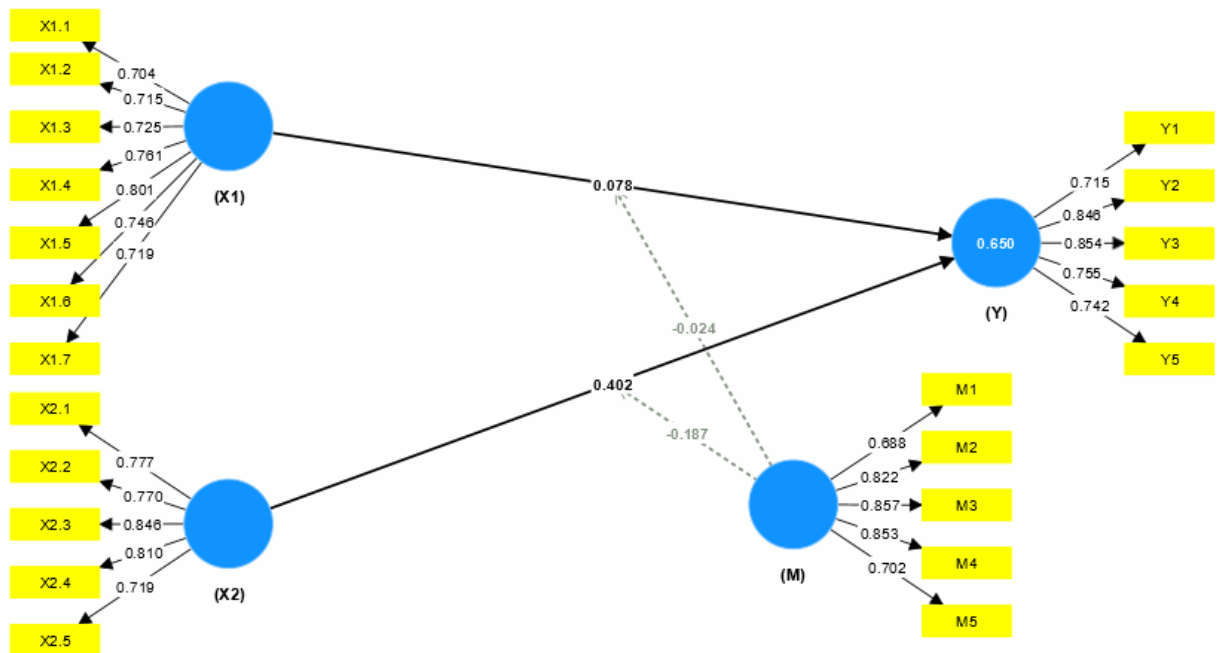 X1.1
X1.2
X1.3
X1.4
X1.5
X1.6
X1.7
0.704
0.715
0.725
0.761
0.801
0.746
0.719
(X1)
X2.1
X2.2
X2.3
X2.4
X2.5
0.777
0.770
0.846
0.810
0.719
(X2)
0.078
0.402
-0.024
-0.187
0.650
(Y)
0.715
0.846
0.854
0.755
0.742
Y1
Y2
Y3
Y4
Y5
(M)
0.688
0.822
0.857
0.853
0.702
M1
M2
M3
M4
M5